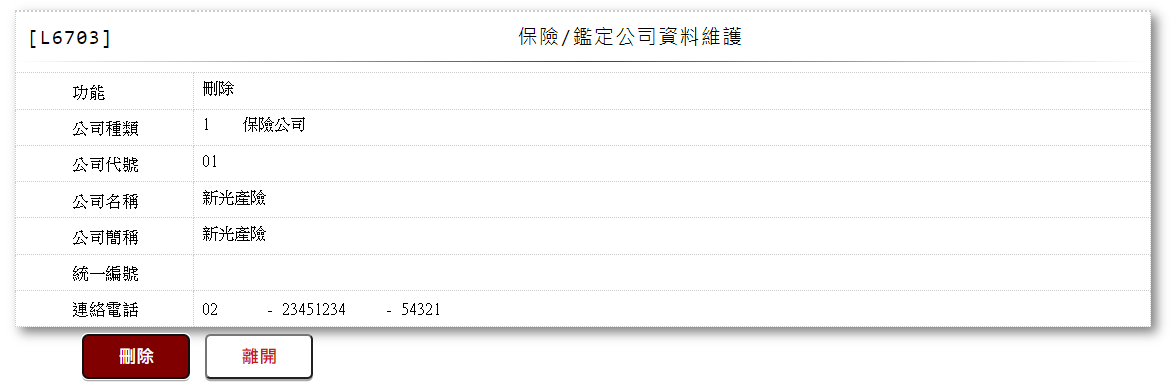 [L6703] 保險/鑑定公司資料維護
功能 刪除
公司種類 1 保險公司
公司代號 01
公司名稱 新光產險
公司簡稱 新光產險
統一編號
連絡電話 02 - 23451234 - 54321
刪除 離開